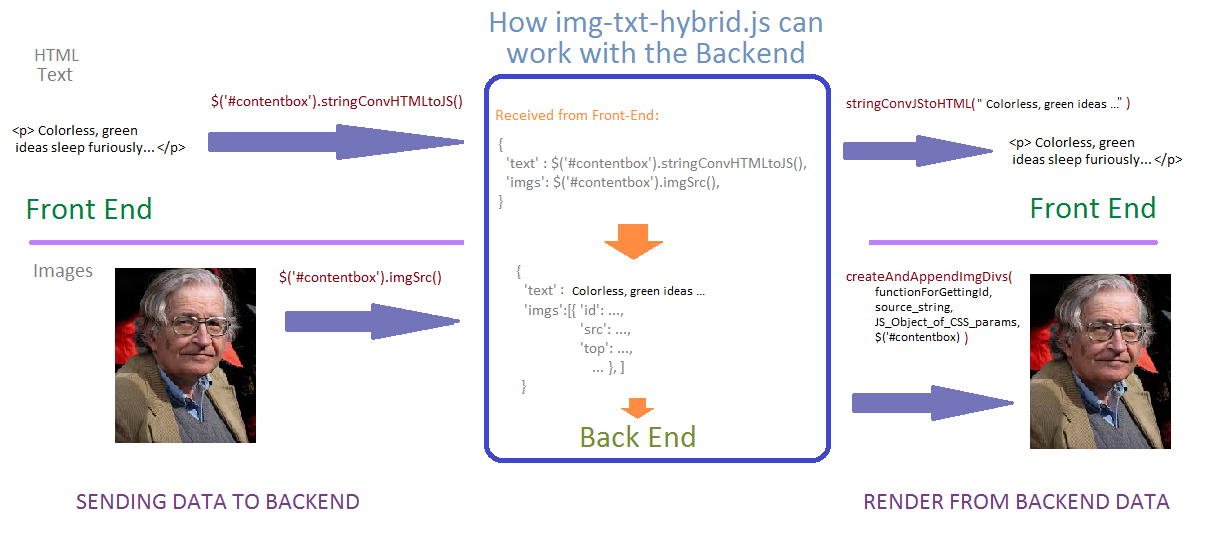 How img-txt-hybrid.js can
work with the Backend
HTML
Text
$('#contentbox').stringConvHTMLtoJS()
<p> Colorless, green
ideas sleep furiously... </p>
Front End
Images
$('#contentbox').imgSrc()
SENDING DATA TO BACKEND
Received from Front-End:
{
'text' : $('#contentbox').stringConvHTMLtoJS(),
'imgs': $('#contentbox').imgSrc(),
}
{
'text' : Colorless, green ideas ...
'imgs':[{ 'id': ...,
'src': ...,
'top': ...,
... }, ]
}
Back End
stringConvJStoHTML(" Colorless, green ideas ..." )
<p> Colorless, green
ideas sleep furiously... </p>
Front End
createAndAppendImgDivs(
functionForGettingId,
source_string,
JS_Object_of_CSS_params,
$('#contentbox) )
RENDER FROM BACKEND DATA